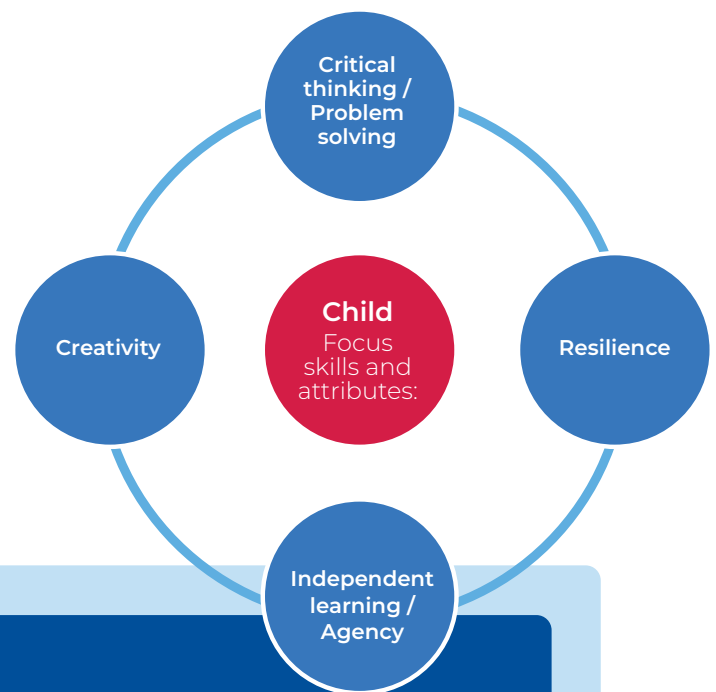 Critical
thinking /
Problem
solving
Creativity
Child
Focus
skills and
attributes:
Resilience
Independent
learning /
Agency